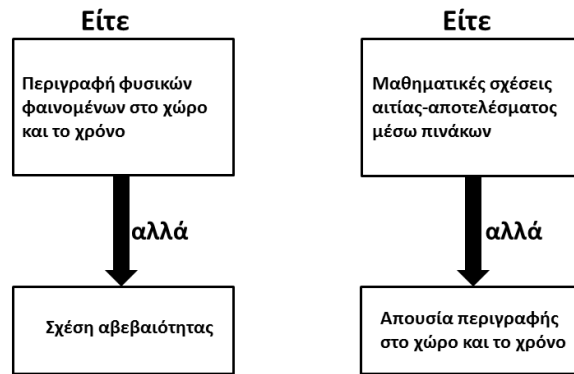 Είτε
Περιγραφή φυσικών
φαινομένων στο χώρο
και το χρόνο
αλλά
Σχέση αβεβαιότητας
Είτε
Μαθηματικές σχέσεις
αιτίας-αποτελέσματος
μέσω πινάκων
αλλά
Απουσία περιγραφής
στο χώρο και το χρόνο